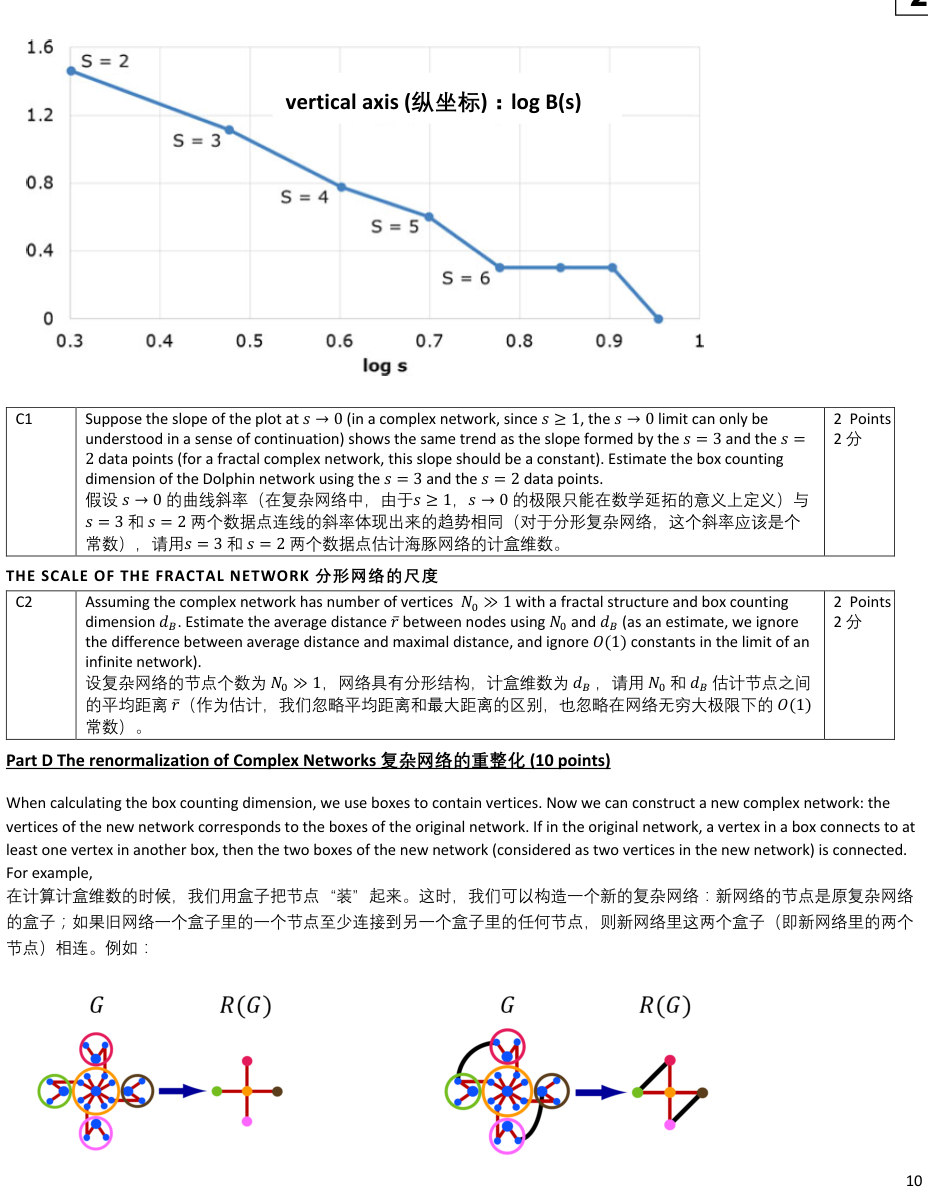 1.6
S = 2
vertical axis (纵坐标)：log B(s)
1.2
S = 3
0.8
S = 4
S = 5
0.4
S = 6
0
0.3 0.4 0.5 0.6 0.7 0.8 0.9 1
log s
C1
Suppose the slope of the plot at s → 0 (in a complex network, since s ≥ 1, the s → 0 limit can only be
understood in a sense of continuation) shows the same trend as the slope formed by the s = 3 and the s =
2 data points (for a fractal complex network, this slope should be a constant). Estimate the box counting
dimension of the Dolphin network using the s = 3 and the s = 2 data points.
假设 s → 0 的曲线斜率（在复杂网络中，由于s ≥ 1，s → 0 的极限只能在数学延拓的意义上定义）与
s = 3 和 s = 2 两个数据点连线的斜率体现出来的趋势相同（对于分形复杂网络，这个斜率应该是个
常数），请用s = 3 和 s = 2 两个数据点估计海豚网络的计盒维数。
2 Points
2 分
THE SCALE OF THE FRACTAL NETWORK 分形网络的尺度
C2
Assuming the complex network has number of vertices N₀ ≫ 1 with a fractal structure and box counting
dimension d_B. Estimate the average distance r̄ between nodes using N₀ and d_B (as an estimate, we ignore
the difference between average distance and maximal distance, and ignore O(1) constants in the limit of an
infinite network).
设复杂网络的节点个数为 N₀ ≫ 1，网络具有分形结构，计盒维数为 d_B ，请用 N₀ 和 d_B 估计节点之间
的平均距离 r̄（作为估计，我们忽略平均距离和最大距离的区别，也忽略在网络无穷大极限下的 O(1)
常数）。
2 Points
2 分
Part D The renormalization of Complex Networks 复杂网络的重整化 (10 points)
When calculating the box counting dimension, we use boxes to contain vertices. Now we can construct a new complex network: the
vertices of the new network corresponds to the boxes of the original network. If in the original network, a vertex in a box connects to at
least one vertex in another box, then the two boxes of the new network (considered as two vertices in the new network) is connected.
For example,
在计算计盒维数的时候，我们用盒子把节点“装”起来。这时，我们可以构造一个新的复杂网络：新网络的节点是原复杂网络
的盒子；如果旧网络一个盒子里的一个节点至少连接到另一个盒子里的任何节点，则新网络里这两个盒子（即新网络里的两个
节点）相连。例如：
G R(G) G R(G)
10